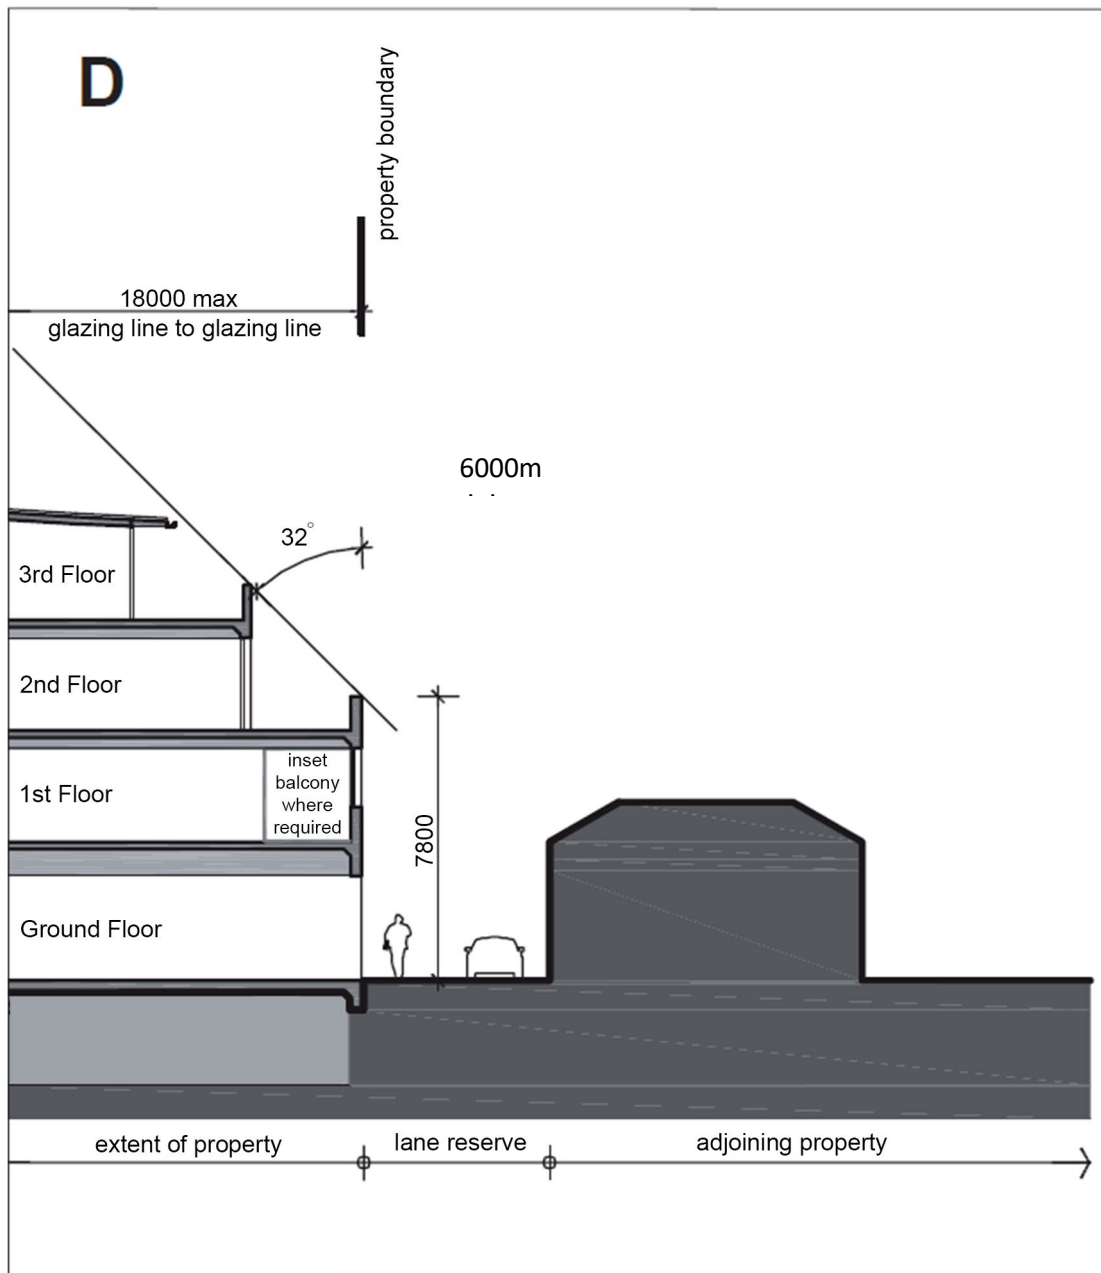 D
property boundary
18000 max
glazing line to glazing line
6000m
32°
3rd Floor
2nd Floor
1st Floor
inset
balcony
where
required
7800
Ground Floor
extent of property
lane reserve
adjoining property